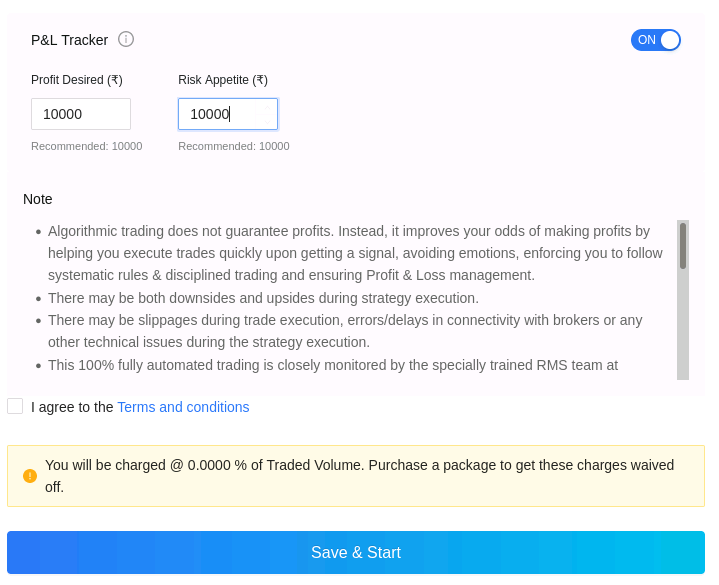 P&L Tracker
ON
Profit Desired (₹) Risk Appetite (₹)
10000 10000
Recommended: 10000 Recommended: 10000
Note
• Algorithmic trading does not guarantee profits. Instead, it improves your odds of making profits by
helping you execute trades quickly upon getting a signal, avoiding emotions, enforcing you to follow
systematic rules & disciplined trading and ensuring Profit & Loss management.
• There may be both downsides and upsides during strategy execution.
• There may be slippages during trade execution, errors/delays in connectivity with brokers or any
other technical issues during the strategy execution.
• This 100% fully automated trading is closely monitored by the specially trained RMS team at
I agree to the Terms and conditions
You will be charged @ 0.0000 % of Traded Volume. Purchase a package to get these charges waived
off.
Save & Start